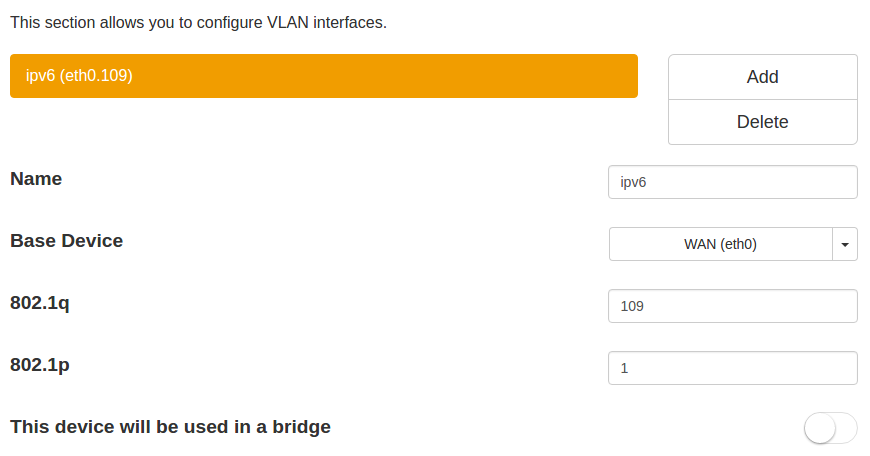 This section allows you to configure VLAN interfaces.
ipv6 (eth0.109)
Add
Delete
Name
ipv6
Base Device
WAN (eth0)
802.1q
109
802.1p
1
This device will be used in a bridge